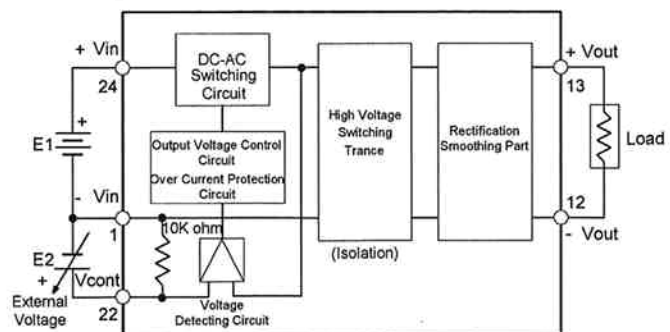 + Vin
24
DC-AC
Switching
Circuit
+ Vout
13
High Voltage
Switching
Trance
Rectification
Smoothing Part
Load
+
E1
Output Voltage Control
Circuit
Over Current Protection
Circuit
- Vin
1
10K ohm
12
- Vout
(Isolation)
E2
+
Vcont
External
Voltage
22
Voltage
Detecting Circuit